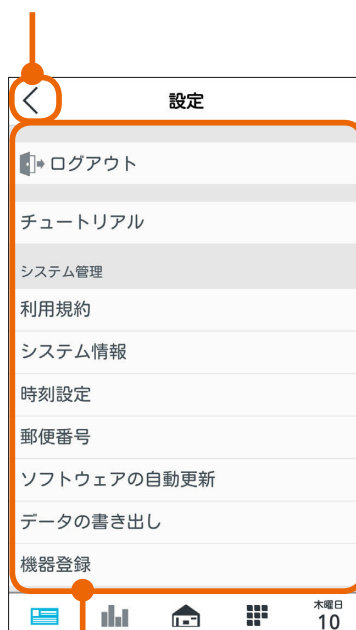 設定
ログアウト
チュートリアル
システム管理
利用規約
システム情報
時刻設定
郵便番号
ソフトウェアの自動更新
データの書き出し
機器登録
木曜日
10